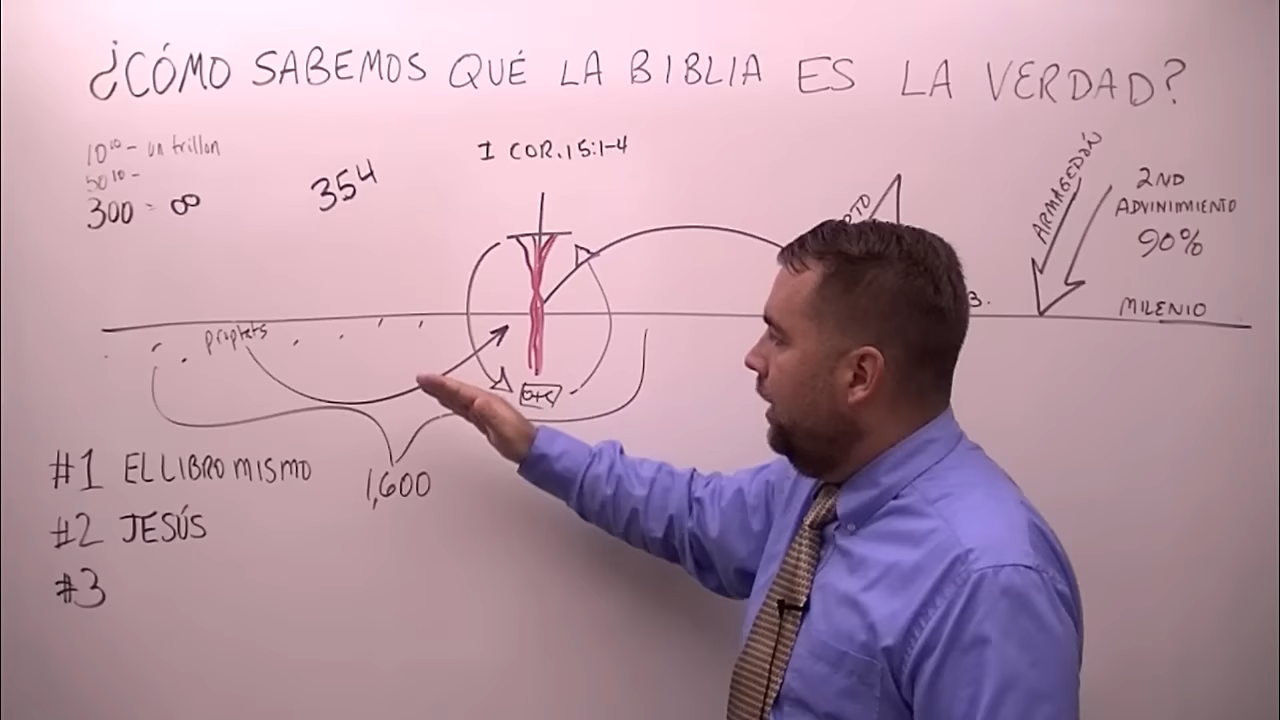 ¿CÓMO SABEMOS QUÉ LA BIBLIA ES LA VERDAD?
10¹⁰ - un trillon
50¹⁰ -
300 = ∞
354
I COR. 15:1-4
ARMAGEDÓN
2ND
ADVINIMIENTO
90%
MILENIO
prophets
1,600
#1 EL LIBRO MISMO
#2 JESÚS
#3